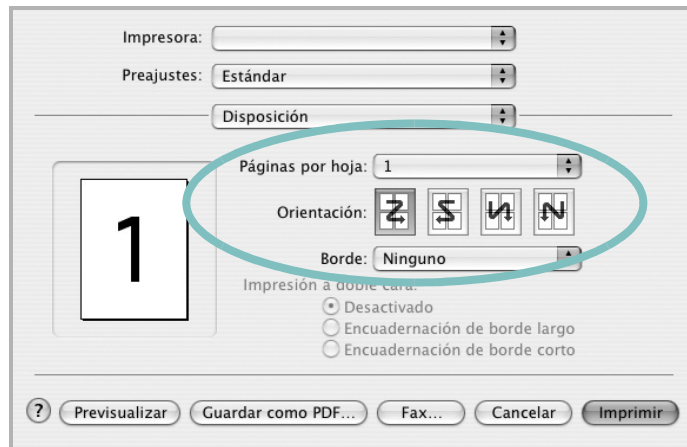 Impresora:
Preajustes: Estándar
Disposición
Páginas por hoja: 1
1
Orientación:
Borde: Ninguno
Impresión a doble cara:
Desactivado
Encuadernación de borde largo
Encuadernación de borde corto
? Previsualizar Guardar como PDF... Fax... Cancelar Imprimir